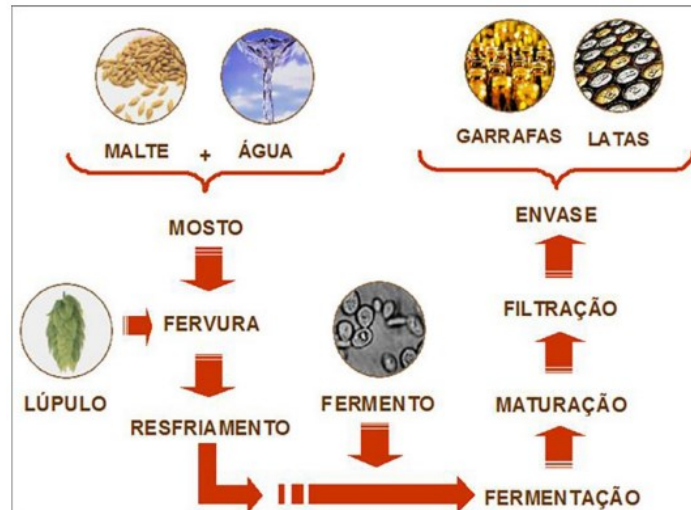 MALTE + ÁGUA
MOSTO
FERVURA
LÚPULO
RESFRIAMENTO
FERMENTO
FERMENTAÇÃO
MATURAÇÃO
FILTRAÇÃO
ENVASE
GARRAFAS LATAS